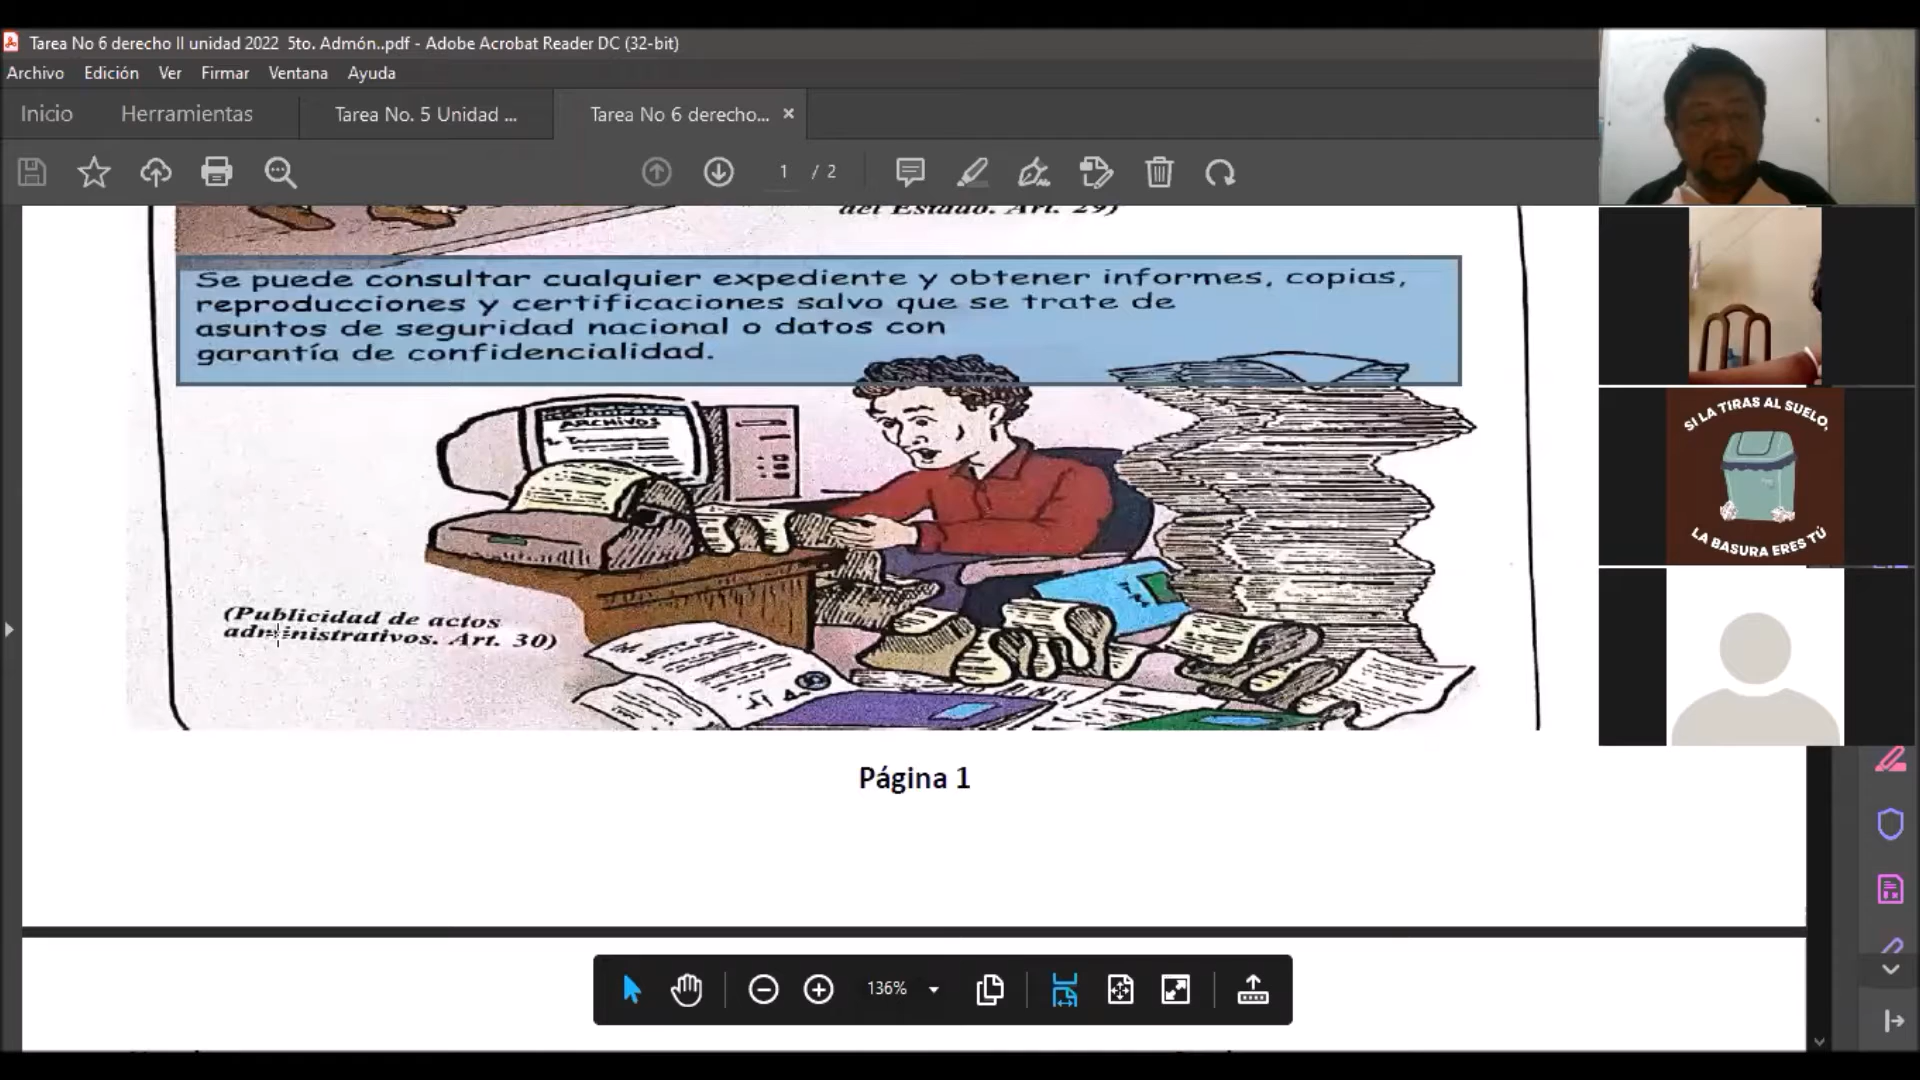 Tarea No 6 derecho II unidad 2022  5to. Admón..pdf - Adobe Acrobat Reader DC (32-bit)
Archivo Edición Ver Firmar Ventana Ayuda
Inicio Herramientas Tarea No. 5 Unidad ... Tarea No 6 derecho... ×
1 / 2
del Estado. Art. 29)
Se puede consultar cualquier expediente y obtener informes, copias,
reproducciones y certificaciones salvo que se trate de
asuntos de seguridad nacional o datos con
garantía de confidencialidad.
ARCHIVOS
(Publicidad de actos
administrativos. Art. 30)
Página 1
136%
SI LA TIRAS AL SUELO,
LA BASURA ERES TÚ